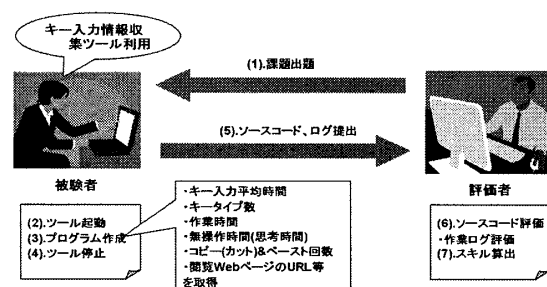 キー入力情報収
集ツール利用
(1).課題出題
(5).ソースコード、ログ提出
被験者
評価者
(2).ツール起動
(3).プログラム作成
(4).ツール停止
・キー入力平均時間
・キータイプ数
・作業時間
・無操作時間(思考時間)
・コピー(カット)&ペースト回数
・閲覧WebページのURL等
を取得
(6).ソースコード評価
・作業ログ評価
(7).スキル算出